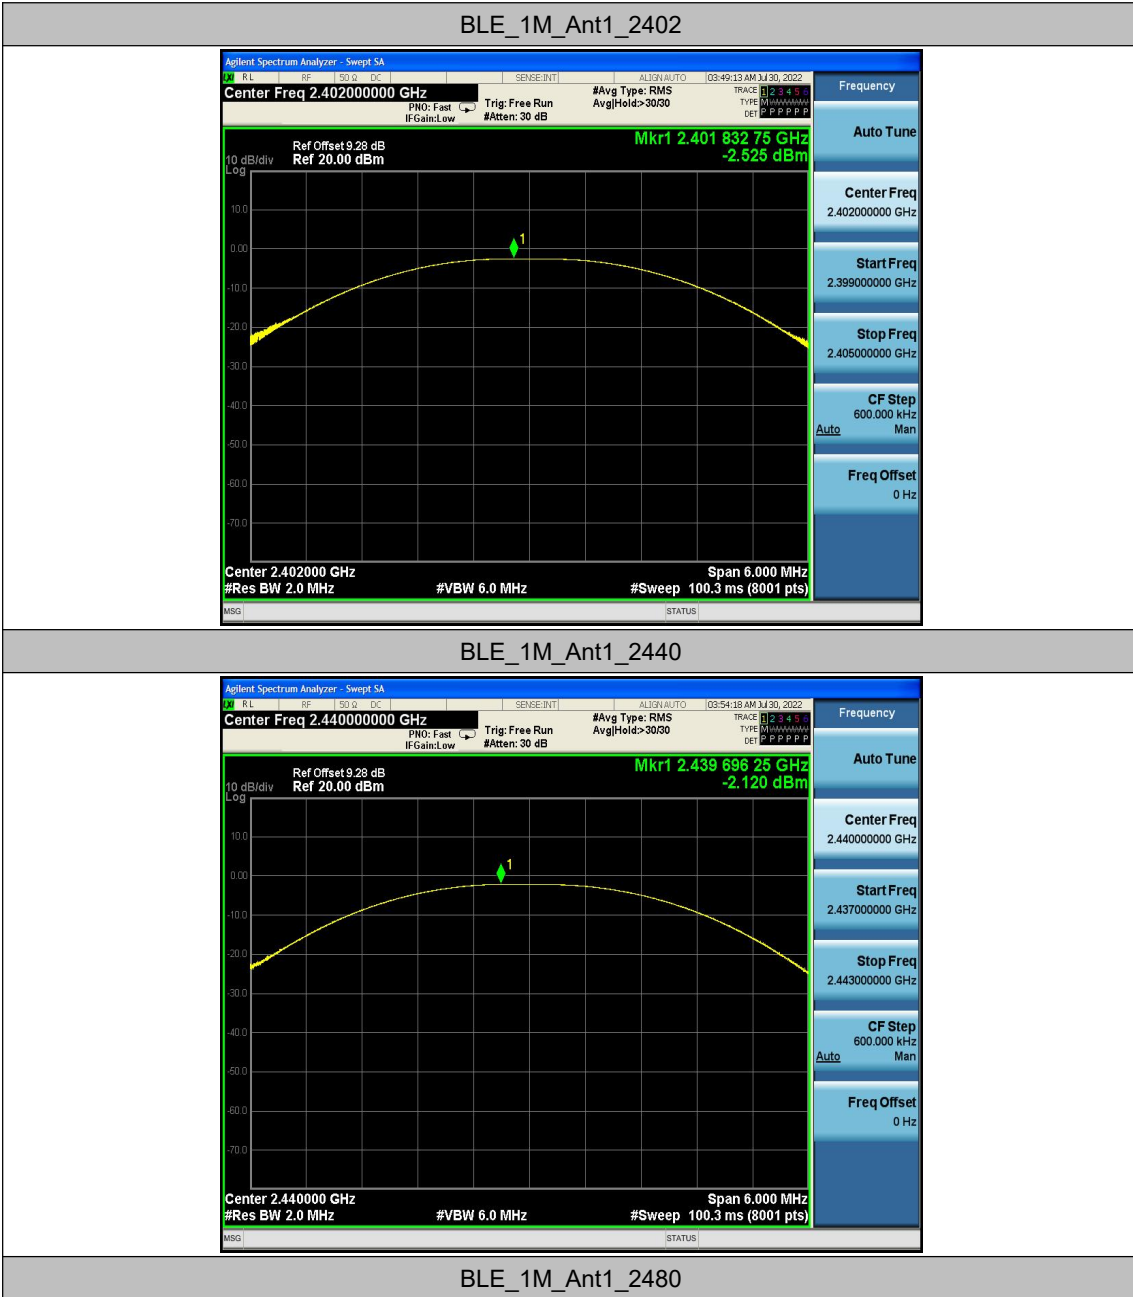 BLE_1M_Ant1_2402
Agilent Spectrum Analyzer - Swept SA
LXI RL RF 50 Ω DC SENSE:INT ALIGN AUTO 03:49:13 AM Jul 30, 2022
Center Freq 2.402000000 GHz #Avg Type: RMS TRACE 1 2 3 4 5 6
PNO: Fast Trig: Free Run Avg|Hold:>30/30 TYPE M
IFGain:Low #Atten: 30 dB DET P P P P P P
Frequency
Mkr1 2.401 832 75 GHz
-2.525 dBm
Ref Offset 9.28 dB
10 dB/div Ref 20.00 dBm
Log
10.0
0.00
-10.0
-20.0
-30.0
-40.0
-50.0
-60.0
-70.0
1
Center 2.402000 GHz Span 6.000 MHz
#Res BW 2.0 MHz #VBW 6.0 MHz #Sweep 100.3 ms (8001 pts)
MSG STATUS
Auto Tune
Center Freq
2.402000000 GHz
Start Freq
2.399000000 GHz
Stop Freq
2.405000000 GHz
CF Step
600.000 kHz
Auto Man
Freq Offset
0 Hz
BLE_1M_Ant1_2440
Agilent Spectrum Analyzer - Swept SA
LXI RL RF 50 Ω DC SENSE:INT ALIGN AUTO 03:54:18 AM Jul 30, 2022
Center Freq 2.440000000 GHz #Avg Type: RMS TRACE 1 2 3 4 5 6
PNO: Fast Trig: Free Run Avg|Hold:>30/30 TYPE M
IFGain:Low #Atten: 30 dB DET P P P P P P
Frequency
Mkr1 2.439 696 25 GHz
-2.120 dBm
Ref Offset 9.28 dB
10 dB/div Ref 20.00 dBm
Log
10.0
0.00
-10.0
-20.0
-30.0
-40.0
-50.0
-60.0
-70.0
1
Center 2.440000 GHz Span 6.000 MHz
#Res BW 2.0 MHz #VBW 6.0 MHz #Sweep 100.3 ms (8001 pts)
MSG STATUS
Auto Tune
Center Freq
2.440000000 GHz
Start Freq
2.437000000 GHz
Stop Freq
2.443000000 GHz
CF Step
600.000 kHz
Auto Man
Freq Offset
0 Hz
BLE_1M_Ant1_2480